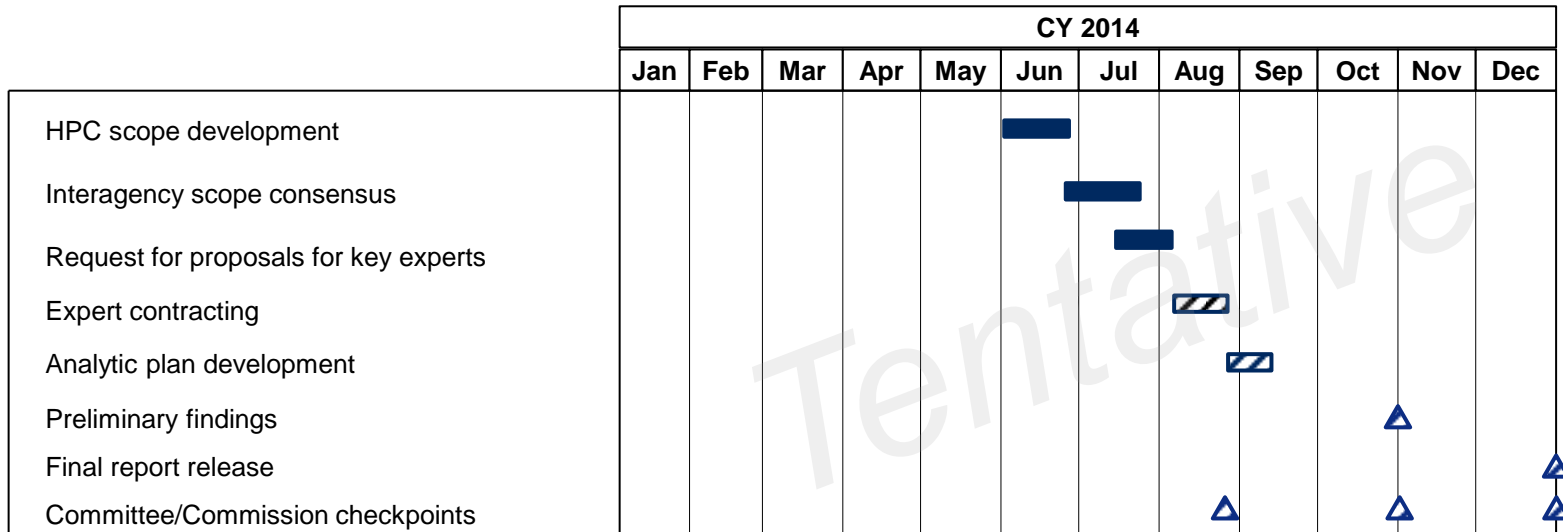 CY 2014
Jan Feb Mar Apr May Jun Jul Aug Sep Oct Nov Dec
HPC scope development
Interagency scope consensus
Request for proposals for key experts
Expert contracting
Analytic plan development
Preliminary findings
Final report release
Committee/Commission checkpoints
Tentative